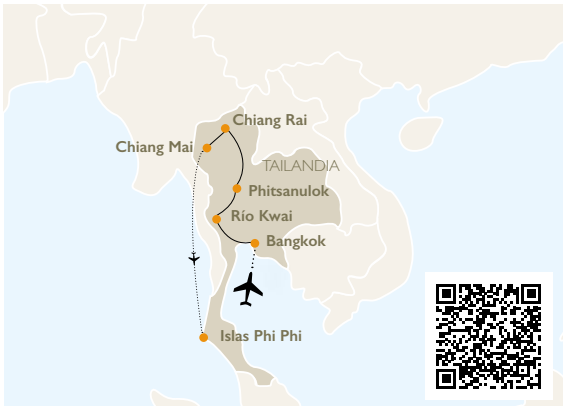 Chiang Rai
Chiang Mai
TAILANDIA
Phitsanulok
Río Kwai
Bangkok
Islas Phi Phi